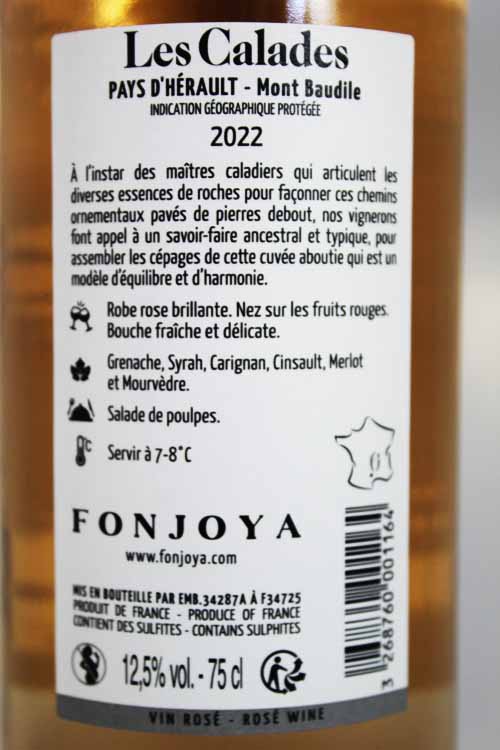 Les Calades
PAYS D'HÉRAULT - Mont Baudile
INDICATION GÉOGRAPHIQUE PROTÉGÉE
2022
À l'instar des maîtres caladiers qui articulent les
diverses essences de roches pour façonner ces chemins
ornementaux pavés de pierres debout, nos vignerons
font appel à un savoir-faire ancestral et typique, pour
assembler les cépages de cette cuvée aboutie qui est un
modèle d'équilibre et d'harmonie.
Robe rose brillante. Nez sur les fruits rouges.
Bouche fraîche et délicate.
Grenache, Syrah, Carignan, Cinsault, Merlot
et Mourvèdre.
Salade de poulpes.
°C
Servir à 7-8°C
FONJOYA
www.fonjoya.com
MIS EN BOUTEILLE PAR EMB.34287A À F34725
PRODUIT DE FRANCE - PRODUCE OF FRANCE
CONTIENT DES SULFITES - CONTAINS SULPHITES
12,5% vol. - 75 cl
3 268760 001164
VIN ROSÉ - ROSÉ WINE